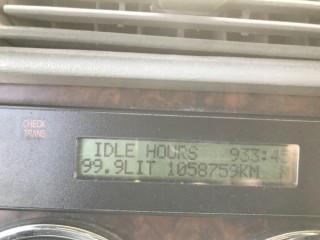 CHECK
TRANS
IDLE HOURS 933:45
99.9LIT 1058759KM N